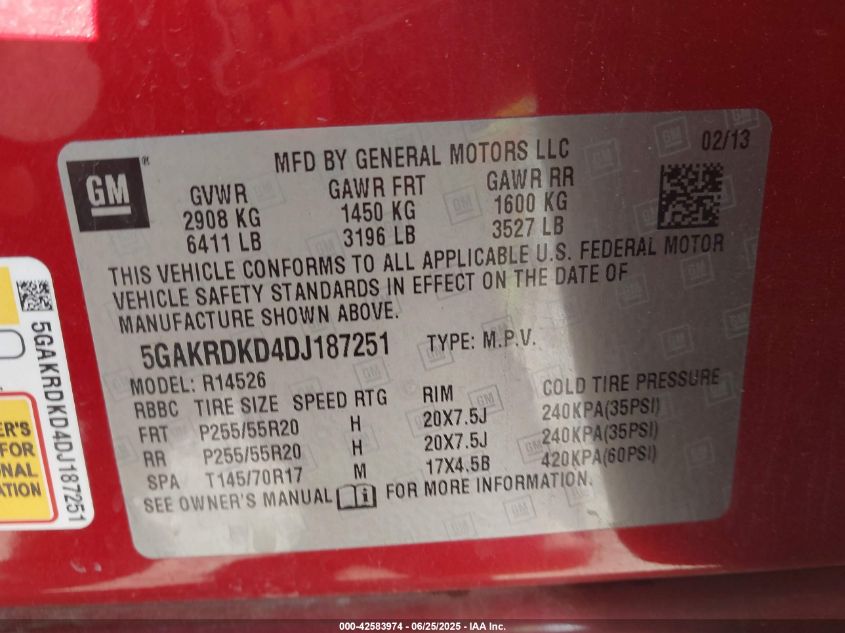 GM
®
MFD BY GENERAL MOTORS LLC
02/13
GVWR GAWR FRT GAWR RR
2908 KG 1450 KG 1600 KG
6411 LB 3196 LB 3527 LB
THIS VEHICLE CONFORMS TO ALL APPLICABLE U.S. FEDERAL MOTOR
VEHICLE SAFETY STANDARDS IN EFFECT ON THE DATE OF
MANUFACTURE SHOWN ABOVE.
5GAKRDKD4DJ187251 TYPE: M.P.V.
MODEL: R14526
RBBC TIRE SIZE SPEED RTG RIM COLD TIRE PRESSURE
FRT P255/55R20 H 20X7.5J 240KPA(35PSI)
RR P255/55R20 H 20X7.5J 240KPA(35PSI)
SPA T145/70R17 M 17X4.5B 420KPA(60PSI)
SEE OWNER'S MANUAL FOR MORE INFORMATION.
5GAKRDKD4DJ187251
ER'S
FOR
ONAL
ATION
000-42583974 / 06/25/2025 - IAA Inc.